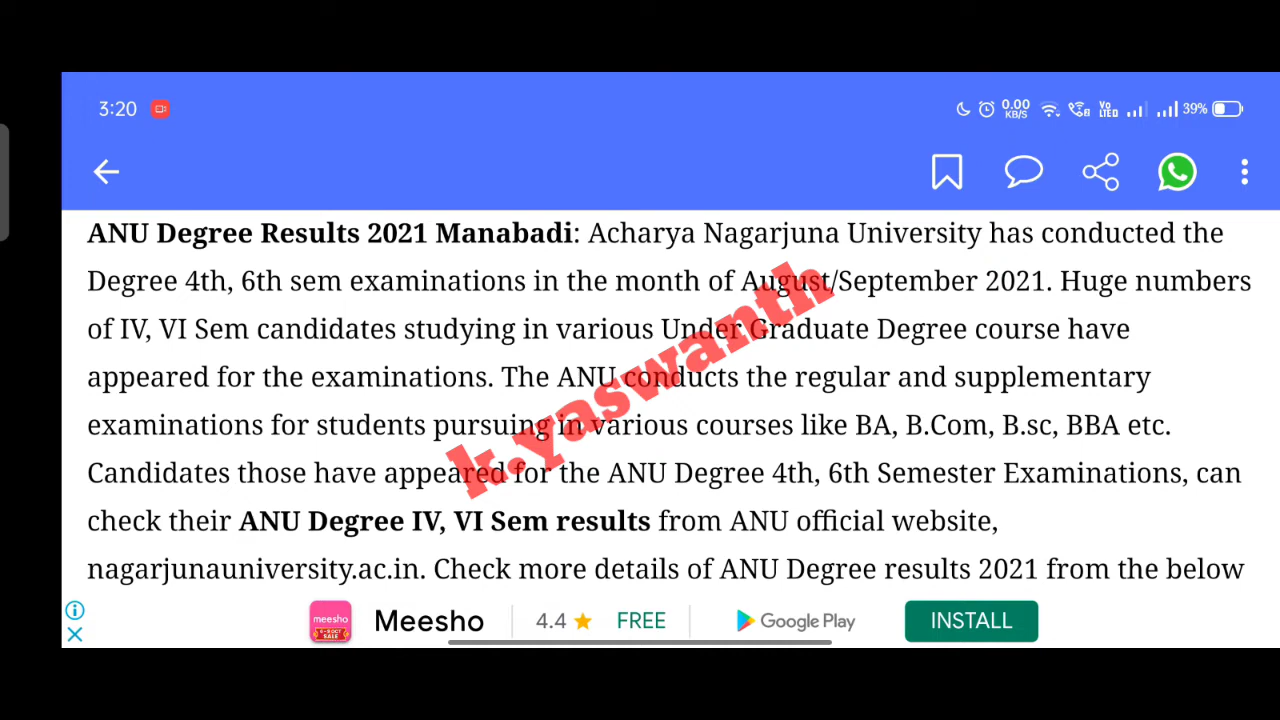 3:20
0.00 KB/S
Vo LTED
39%
ANU Degree Results 2021 Manabadi: Acharya Nagarjuna University has conducted the
Degree 4th, 6th sem examinations in the month of August/September 2021. Huge numbers
of IV, VI Sem candidates studying in various Under Graduate Degree course have
appeared for the examinations. The ANU conducts the regular and supplementary
examinations for students pursuing in various courses like BA, B.Com, B.sc, BBA etc.
Candidates those have appeared for the ANU Degree 4th, 6th Semester Examinations, can
check their ANU Degree IV, VI Sem results from ANU official website,
nagarjunauniversity.ac.in. Check more details of ANU Degree results 2021 from the below
k.yaswanth
meesho
SALE
Meesho
4.4
FREE
Google Play
INSTALL